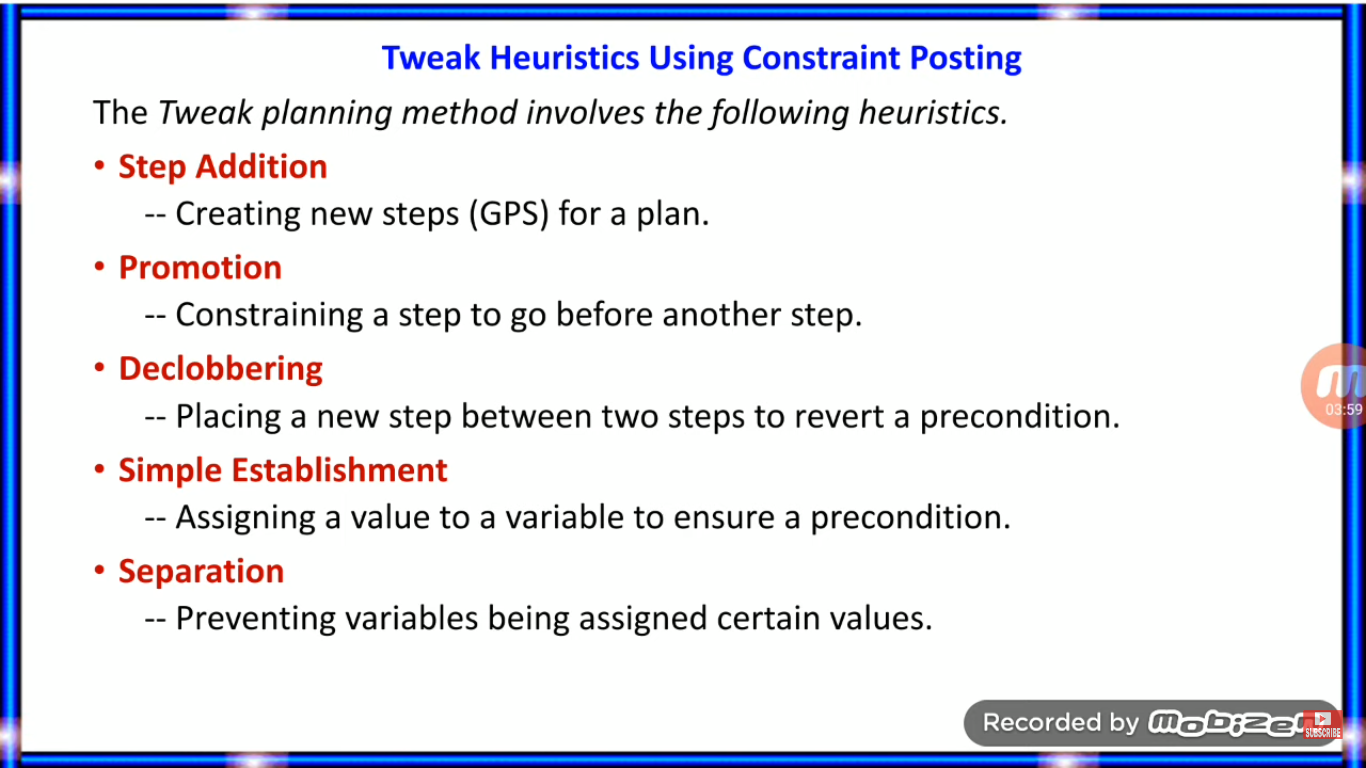 Tweak Heuristics Using Constraint Posting
The Tweak planning method involves the following heuristics.
• Step Addition
-- Creating new steps (GPS) for a plan.
• Promotion
-- Constraining a step to go before another step.
• Declobbering
-- Placing a new step between two steps to revert a precondition.
03:59
• Simple Establishment
-- Assigning a value to a variable to ensure a precondition.
• Separation
-- Preventing variables being assigned certain values.
Recorded by
SUBSCRIBE